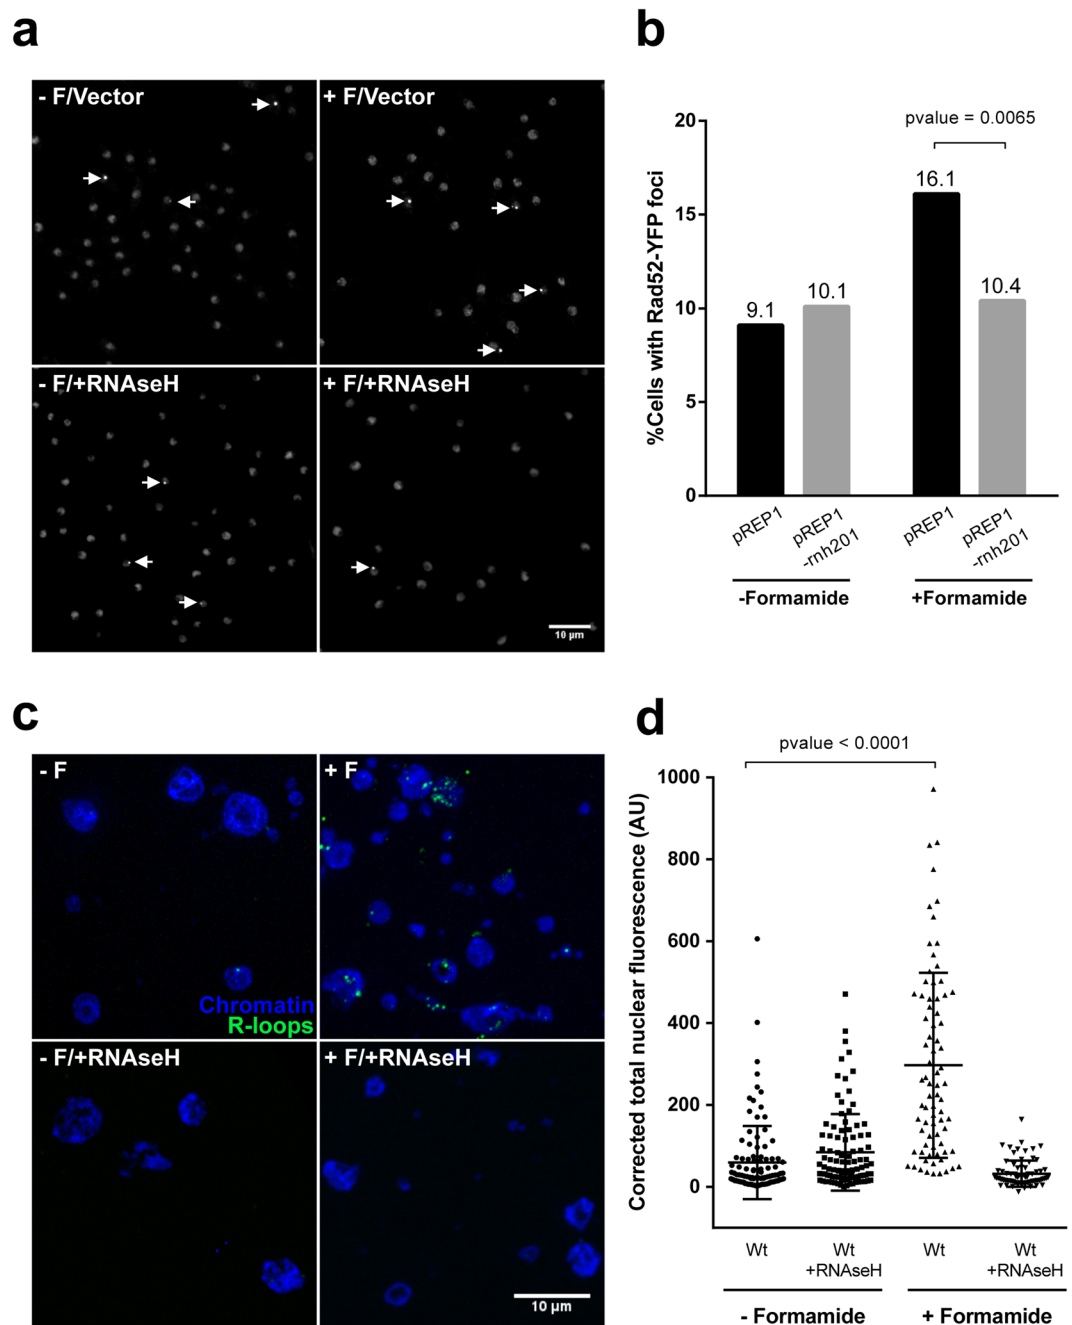 a
- F/Vector
+ F/Vector
- F/+RNAseH
+ F/+RNAseH
10 µm
b
%Cells with Rad52-YFP foci
20
15
10
5
0
pvalue = 0.0065
9.1
10.1
16.1
10.4
pREP1
pREP1
-rnh201
pREP1
pREP1
-rnh201
-Formamide
+Formamide
c
- F
+ F
Chromatin
R-loops
- F/+RNAseH
+ F/+RNAseH
10 µm
d
Corrected total nuclear fluorescence (AU)
pvalue < 0.0001
1000
800
600
400
200
0
Wt
Wt
+RNAseH
Wt
Wt
+RNAseH
- Formamide
+ Formamide